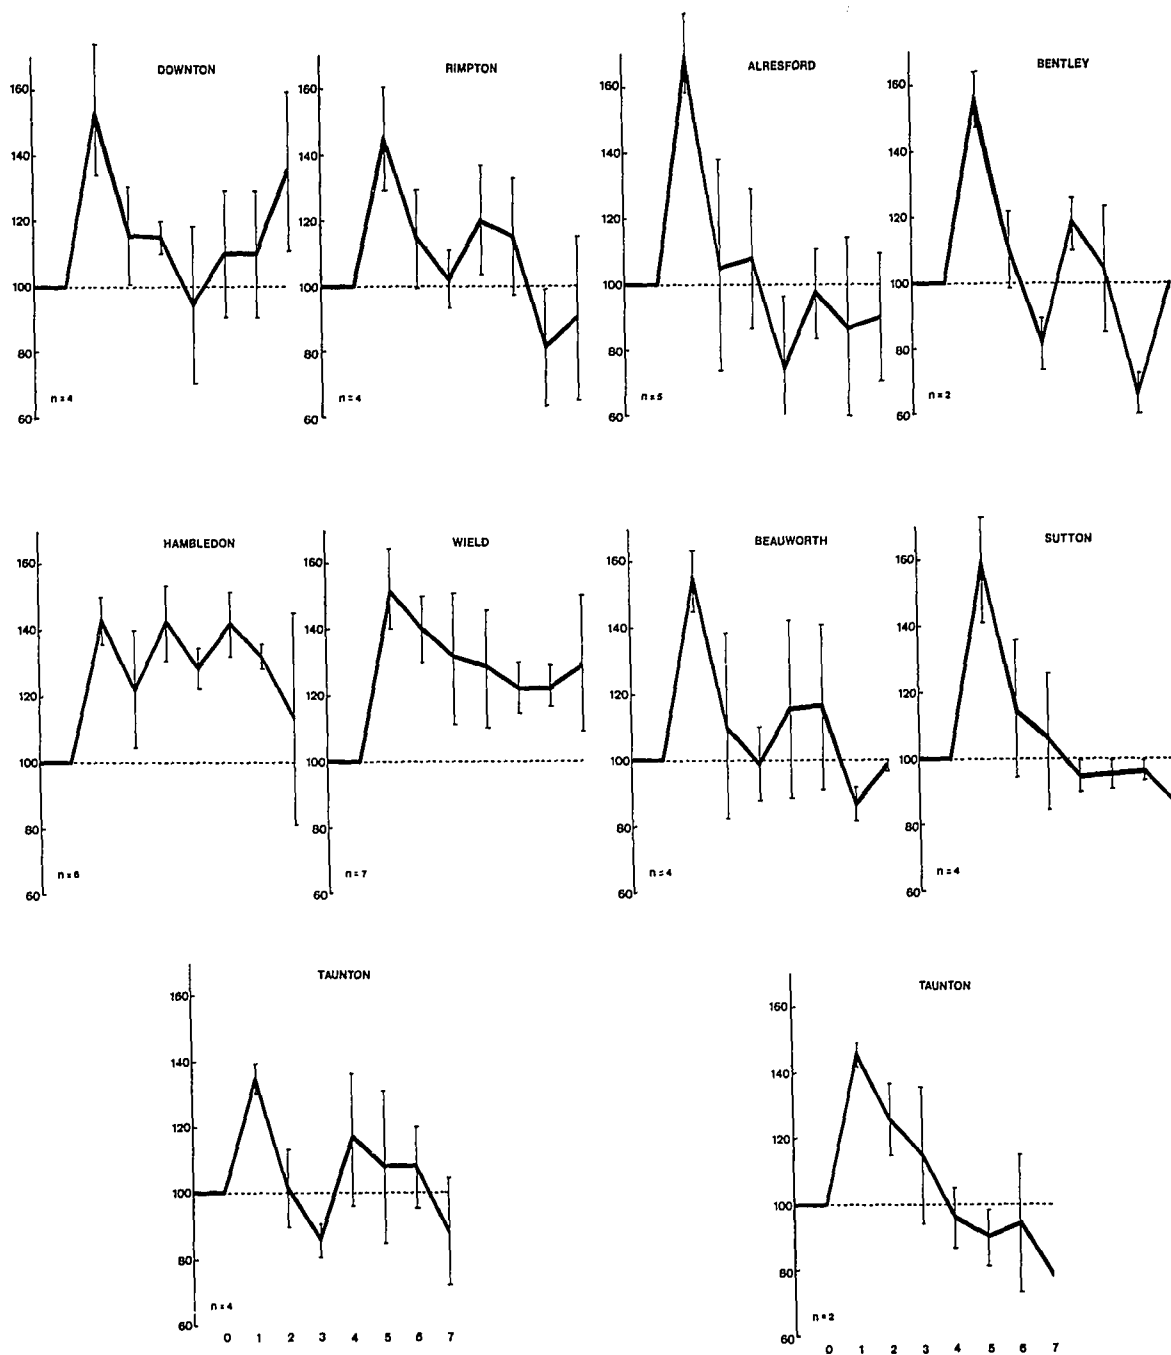 DOWNTON
160
140
120
100
80
60
n = 4
RIMPTON
160
140
120
100
80
60
n = 4
ALRESFORD
160
140
120
100
80
60
n = 5
BENTLEY
160
140
120
100
80
60
n = 2
HAMBLEDON
160
140
120
100
80
60
n = 6
WIELD
160
140
120
100
80
60
n = 7
BEAUWORTH
160
140
120
100
80
60
n = 4
SUTTON
160
140
120
100
80
60
n = 4
TAUNTON
160
140
120
100
80
60
n = 4
0 1 2 3 4 5 6 7
TAUNTON
160
140
120
100
80
60
n = 2
0 1 2 3 4 5 6 7